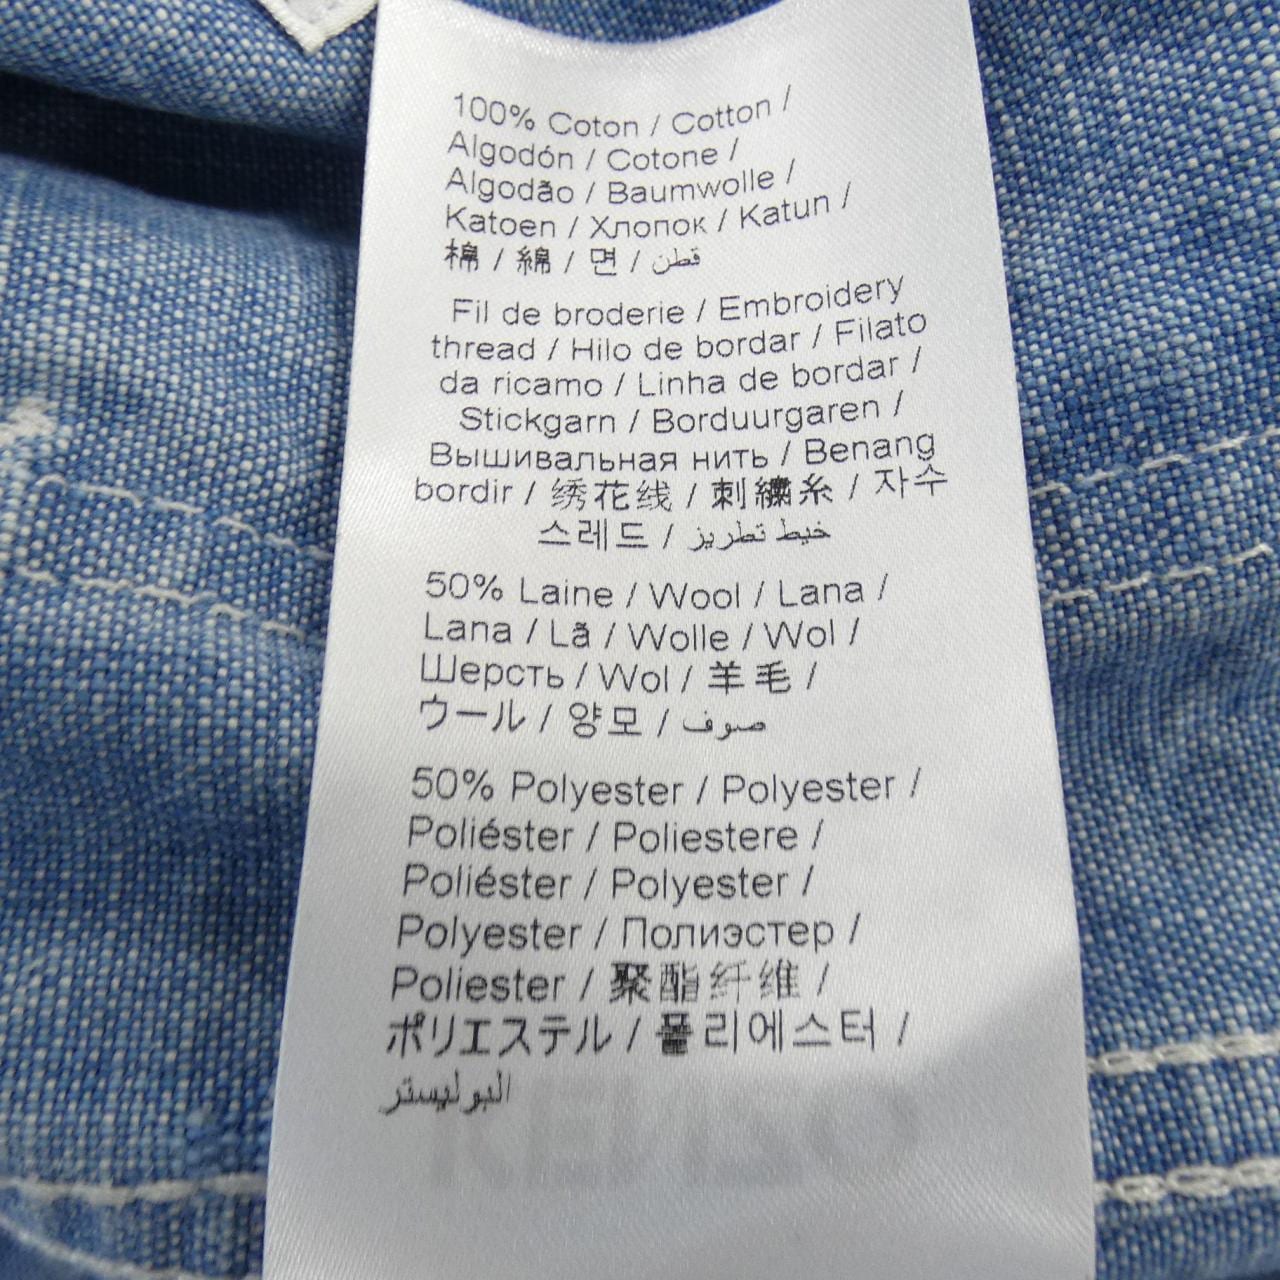 100% Coton / Cotton /
Algodón / Cotone /
Algodão / Baumwolle /
Katoen / Хлопок / Katun /
棉 / 綿 / 면 / قطن
Fil de broderie / Embroidery
thread / Hilo de bordar / Filato
da ricamo / Linha de bordar /
Stickgarn / Borduurgaren /
Вышивальная нить / Benang
bordir / 绣花线 / 刺繍糸 / 자수
스레드 / خيط تطريز
50% Laine / Wool / Lana /
Lana / Lã / Wolle / Wol /
Шерсть / Wol / 羊毛 /
ウール / 양모 / صوف
50% Polyester / Polyester /
Poliéster / Poliestere /
Poliéster / Polyester /
Polyester / Полиэстер /
Poliester / 聚酯纤维 /
ポリエステル / 폴리에스터 /
البوليستر